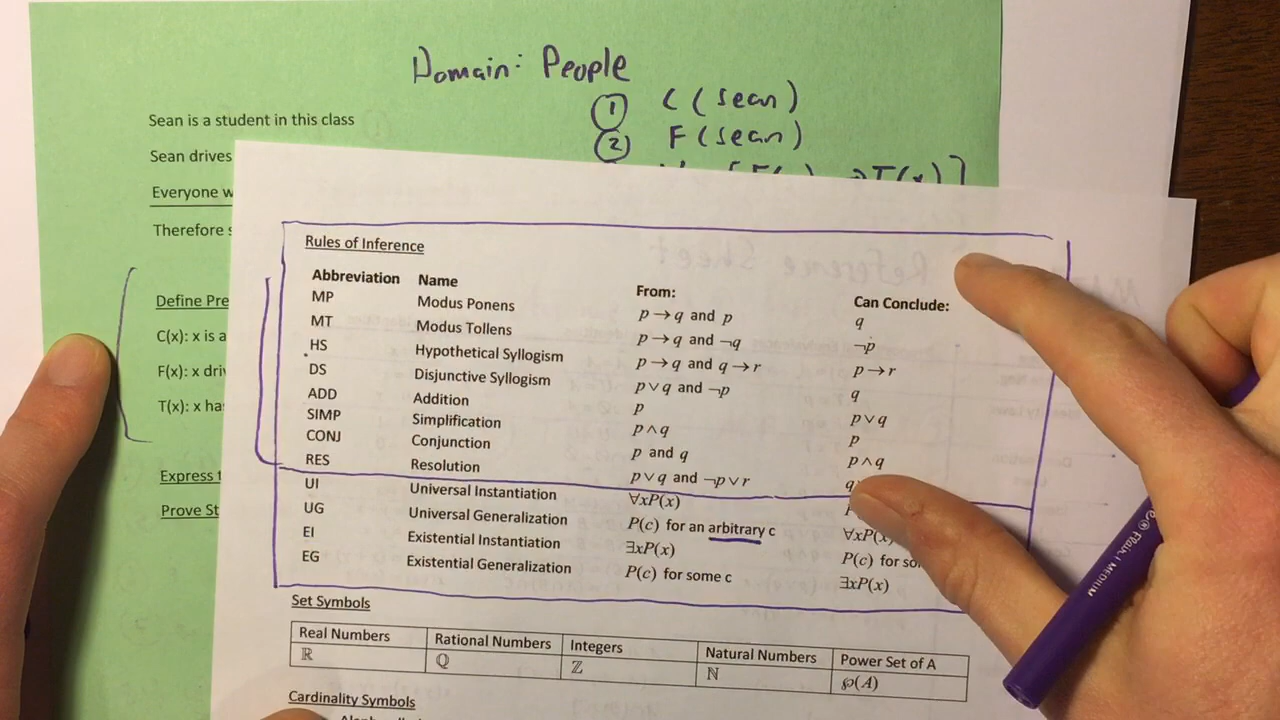 Domain: People
① C(sean)
Sean is a student in this class
② F(sean)
Sean drives
Everyone w
Therefore s
Define Pre
C(x): x is a
F(x): x driv
T(x): x ha
Express t
Prove St
Rules of Inference
Abbreviation Name From: Can Conclude:
MP Modus Ponens p → q and p q
MT Modus Tollens p → q and ¬q ¬p
HS Hypothetical Syllogism p → q and q → r p → r
DS Disjunctive Syllogism p ∨ q and ¬p q
ADD Addition p p ∨ q
SIMP Simplification p ∧ q p
CONJ Conjunction p and q p ∧ q
RES Resolution p ∨ q and ¬p ∨ r q
UI Universal Instantiation ∀xP(x)
UG Universal Generalization P(c) for an arbitrary c ∀xP(x)
EI Existential Instantiation ∃xP(x) P(c) for so
EG Existential Generalization P(c) for some c ∃xP(x)
Set Symbols
Real Numbers Rational Numbers Integers Natural Numbers Power Set of A
ℝ ℚ ℤ ℕ ℘(A)
Cardinality Symbols
Flair MEDIUM